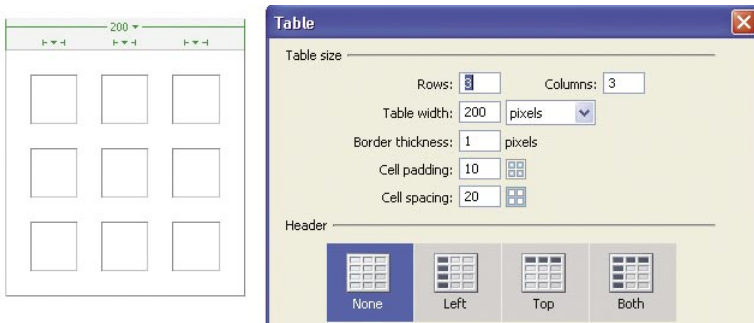 200
Table
Table size
Rows: 3 Columns: 3
Table width: 200 pixels
Border thickness: 1 pixels
Cell padding: 10
Cell spacing: 20
Header
None Left Top Both